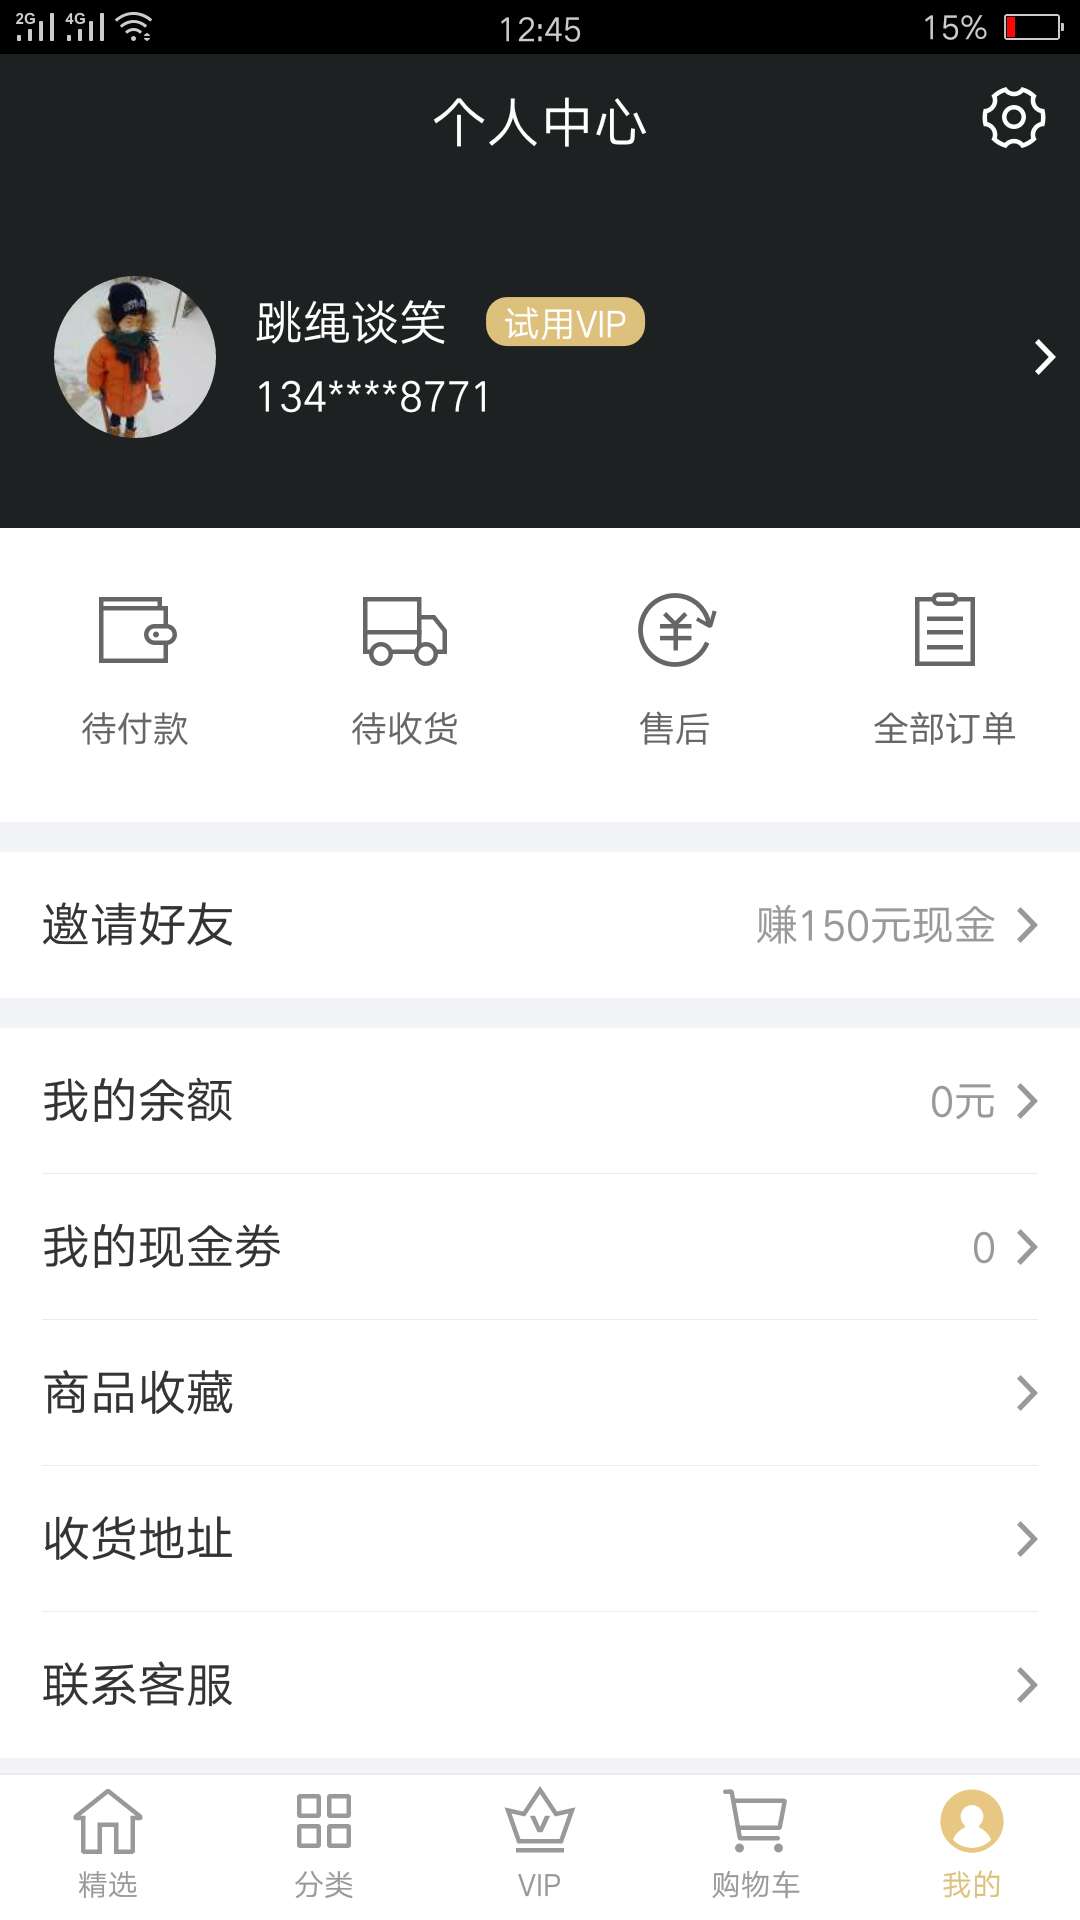 2G 4G 12:45 15%
个人中心
跳绳谈笑 试用VIP
134****8771
待付款 待收货 售后 全部订单
邀请好友 赚150元现金
我的余额 0元
我的现金券 0
商品收藏
收货地址
联系客服
精选 分类 VIP 购物车 我的